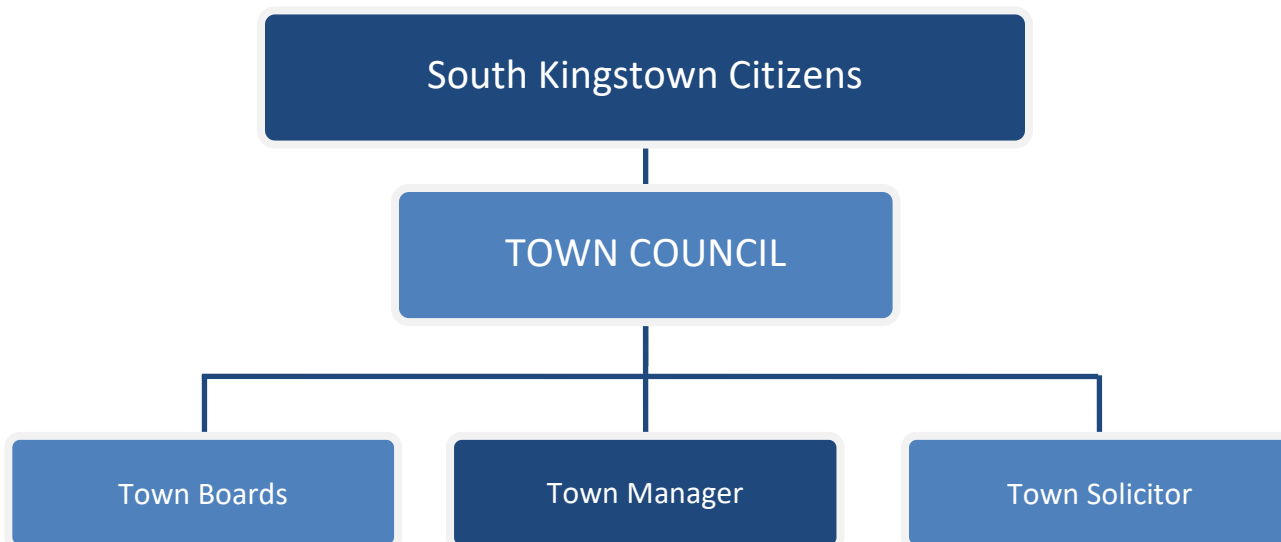 South Kingstown Citizens
TOWN COUNCIL
Town Boards
Town Manager
Town Solicitor